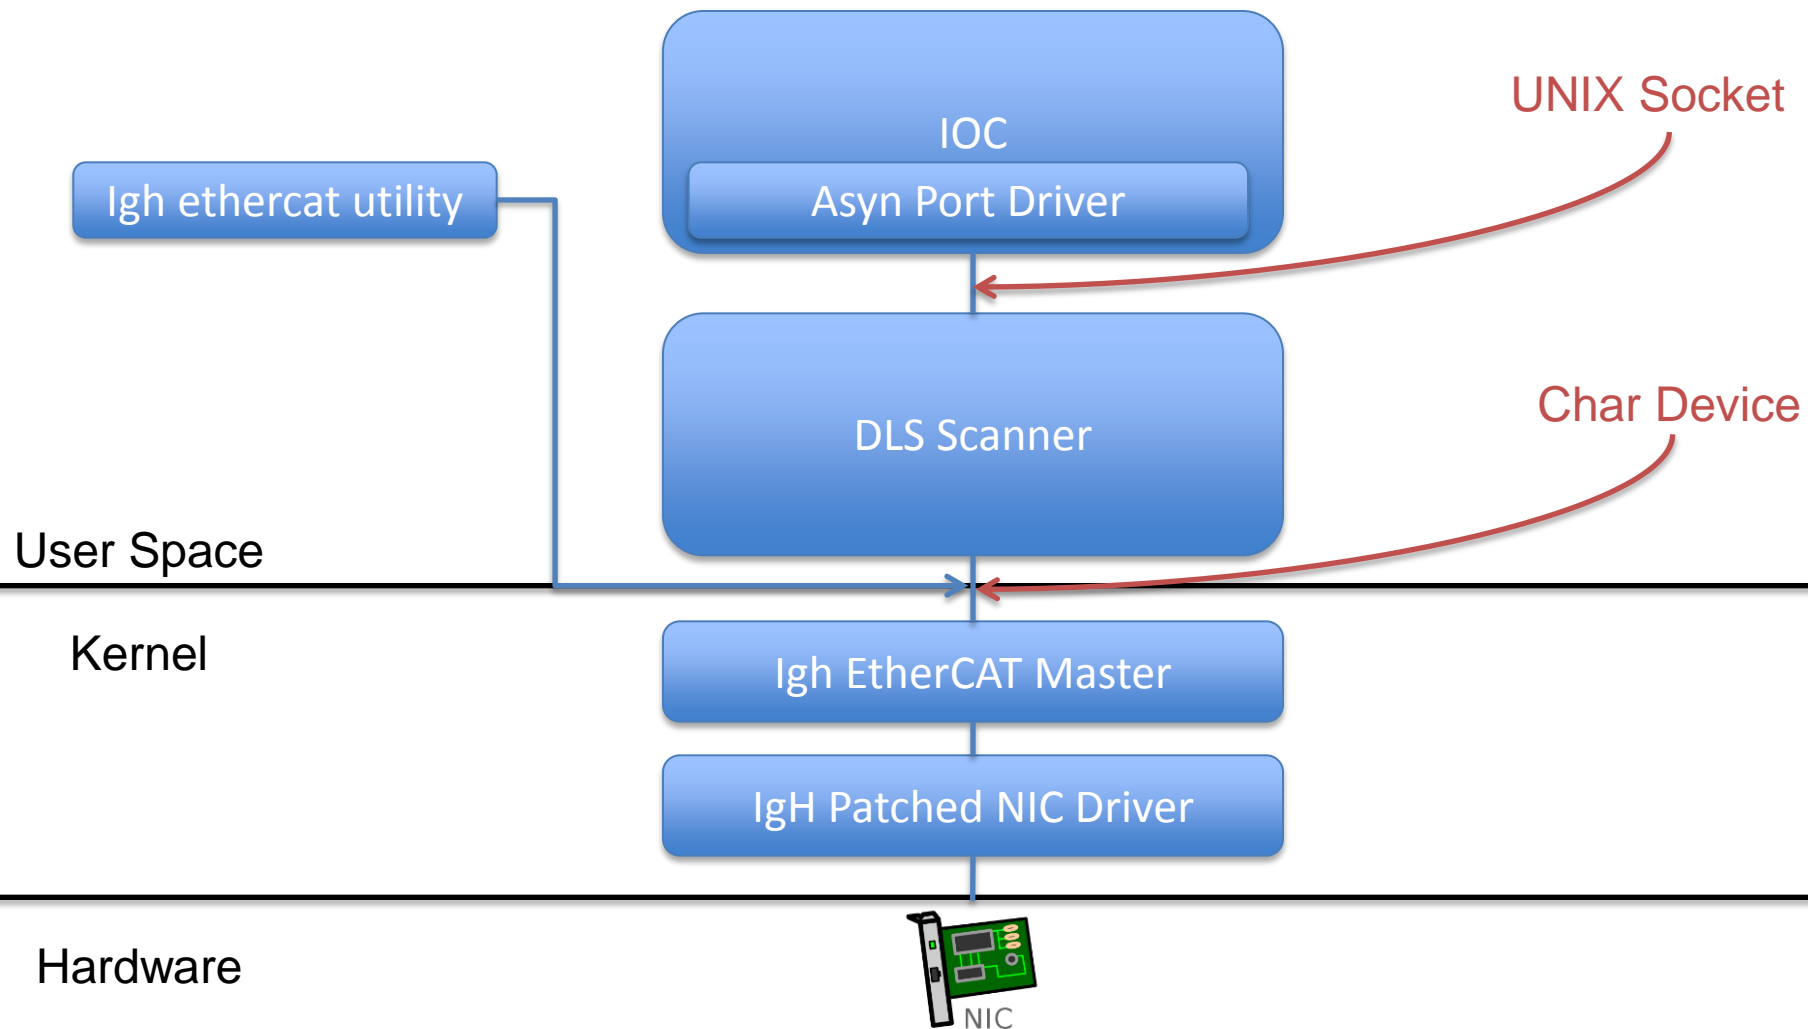 UNIX Socket
IOC
Igh ethercat utility
Asyn Port Driver
Char Device
DLS Scanner
User Space
Kernel
Igh EtherCAT Master
IgH Patched NIC Driver
Hardware
NIC